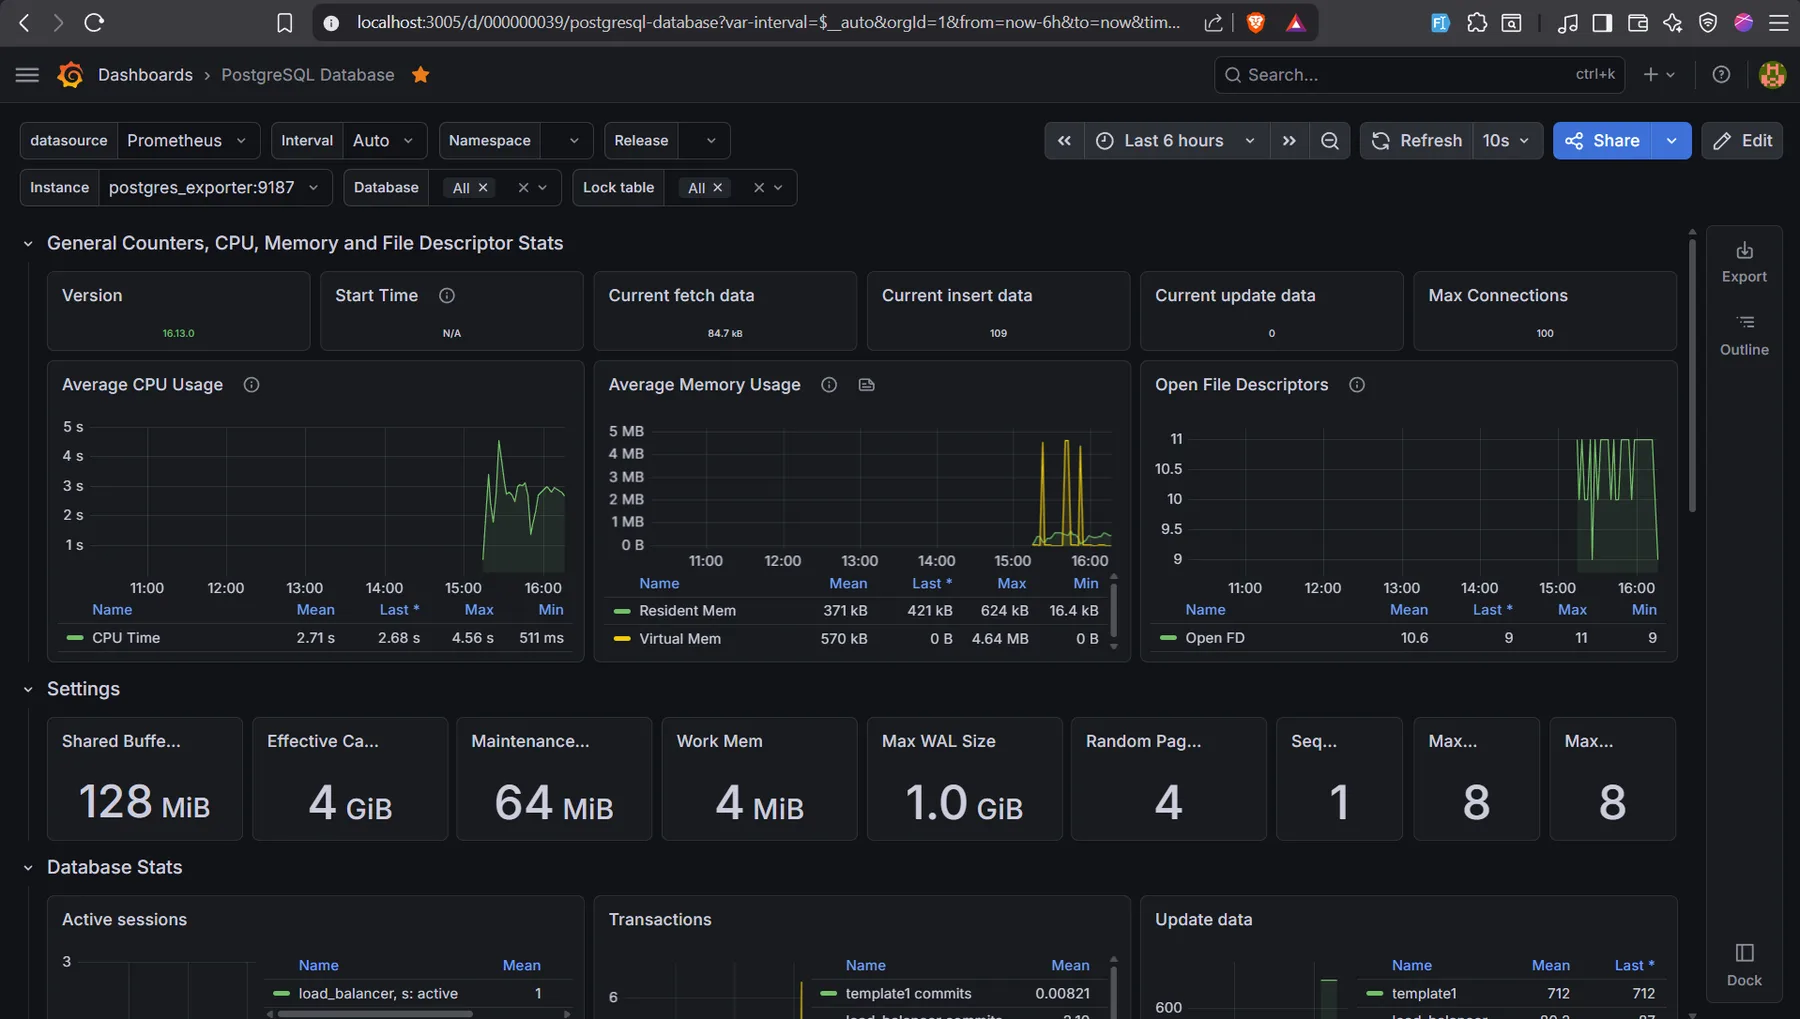 localhost:3005/d/000000039/postgresql-database?var-interval=$__auto&orgId=1&from=now-6h&to=now&tim...
Dashboards › PostgreSQL Database
Search... ctrl+k
datasource Prometheus Interval Auto Namespace Release
Last 6 hours Refresh 10s Share Edit
Instance postgres_exporter:9187 Database All Lock table All
General Counters, CPU, Memory and File Descriptor Stats
Export
Outline
Version
16.13.0
Start Time
N/A
Current fetch data
84.7 kB
Current insert data
109
Current update data
0
Max Connections
100
Average CPU Usage
5 s
4 s
3 s
2 s
1 s
11:00 12:00 13:00 14:00 15:00 16:00
Name Mean Last * Max Min
CPU Time 2.71 s 2.68 s 4.56 s 511 ms
Average Memory Usage
5 MB
4 MB
3 MB
2 MB
1 MB
0 B
11:00 12:00 13:00 14:00 15:00 16:00
Name Mean Last * Max Min
Resident Mem 371 kB 421 kB 624 kB 16.4 kB
Virtual Mem 570 kB 0 B 4.64 MB 0 B
Open File Descriptors
11
10.5
10
9.5
9
11:00 12:00 13:00 14:00 15:00 16:00
Name Mean Last * Max Min
Open FD 10.6 9 11 9
Settings
Shared Buffe...
128 MiB
Effective Ca...
4 GiB
Maintenance...
64 MiB
Work Mem
4 MiB
Max WAL Size
1.0 GiB
Random Pag...
4
Seq...
1
Max...
8
Max...
8
Database Stats
Active sessions
3
Name Mean
load_balancer, s: active 1
Transactions
6
Name Mean
template1 commits 0.00821
Update data
600
Name Mean Last *
template1 712 712
Dock